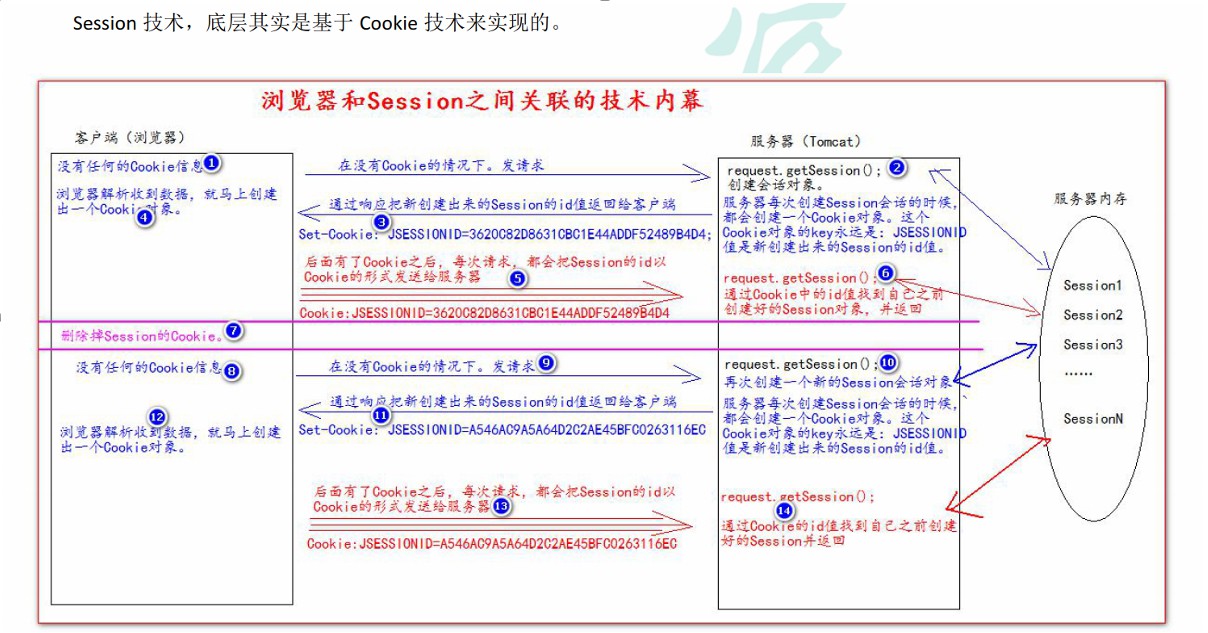 Session 技术，底层其实是基于 Cookie 技术来实现的。
浏览器和Session之间关联的技术内幕
客户端（浏览器）
服务器（Tomcat）
服务器内存
没有任何的Cookie信息 1
在没有Cookie的情况下。发请求
request.getSession(); 2
创建会话对象。
浏览器解析收到数据，就马上创建
出一个Cookie对象。
4
通过响应把新创建出来的Session的id值返回给客户端
3
Set-Cookie: JSESSIONID=3620C82D8631CBC1E44ADDF52489B4D4;
服务器每次创建Session会话的时候，
都会创建一个Cookie对象。这个
Cookie对象的key永远是：JSESSIONID
值是新创建出来的Session的id值。
后面有了Cookie之后，每次请求，都会把Session的id以
Cookie的形式发送给服务器 5
Cookie:JSESSIONID=3620C82D8631CBC1E44ADDF52489B4D4
request.getSession(); 6
通过Cookie中的id值找到自己之前
创建好的Session对象，并返回
Session1
Session2
Session3
......
SessionN
删除掉Session的Cookie。 7
没有任何的Cookie信息 8
在没有Cookie的情况下。发请求 9
request.getSession(); 10
再次创建一个新的Session会话对象
通过响应把新创建出来的Session的id值返回给客户端
11
Set-Cookie: JSESSIONID=A546AC9A5A64D2C2AE45BFC0263116EC
服务器每次创建Session会话的时候，
都会创建一个Cookie对象。这个
Cookie对象的key永远是：JSESSIONID
值是新创建出来的Session的id值。
12
浏览器解析收到数据，就马上创建
出一个Cookie对象。
后面有了Cookie之后，每次请求，都会把Session的id以
Cookie的形式发送给服务器 13
Cookie:JSESSIONID=A546AC9A5A64D2C2AE45BFC0263116EC
request.getSession();
14
通过Cookie的id值找到自己之前创建
好的Session并返回